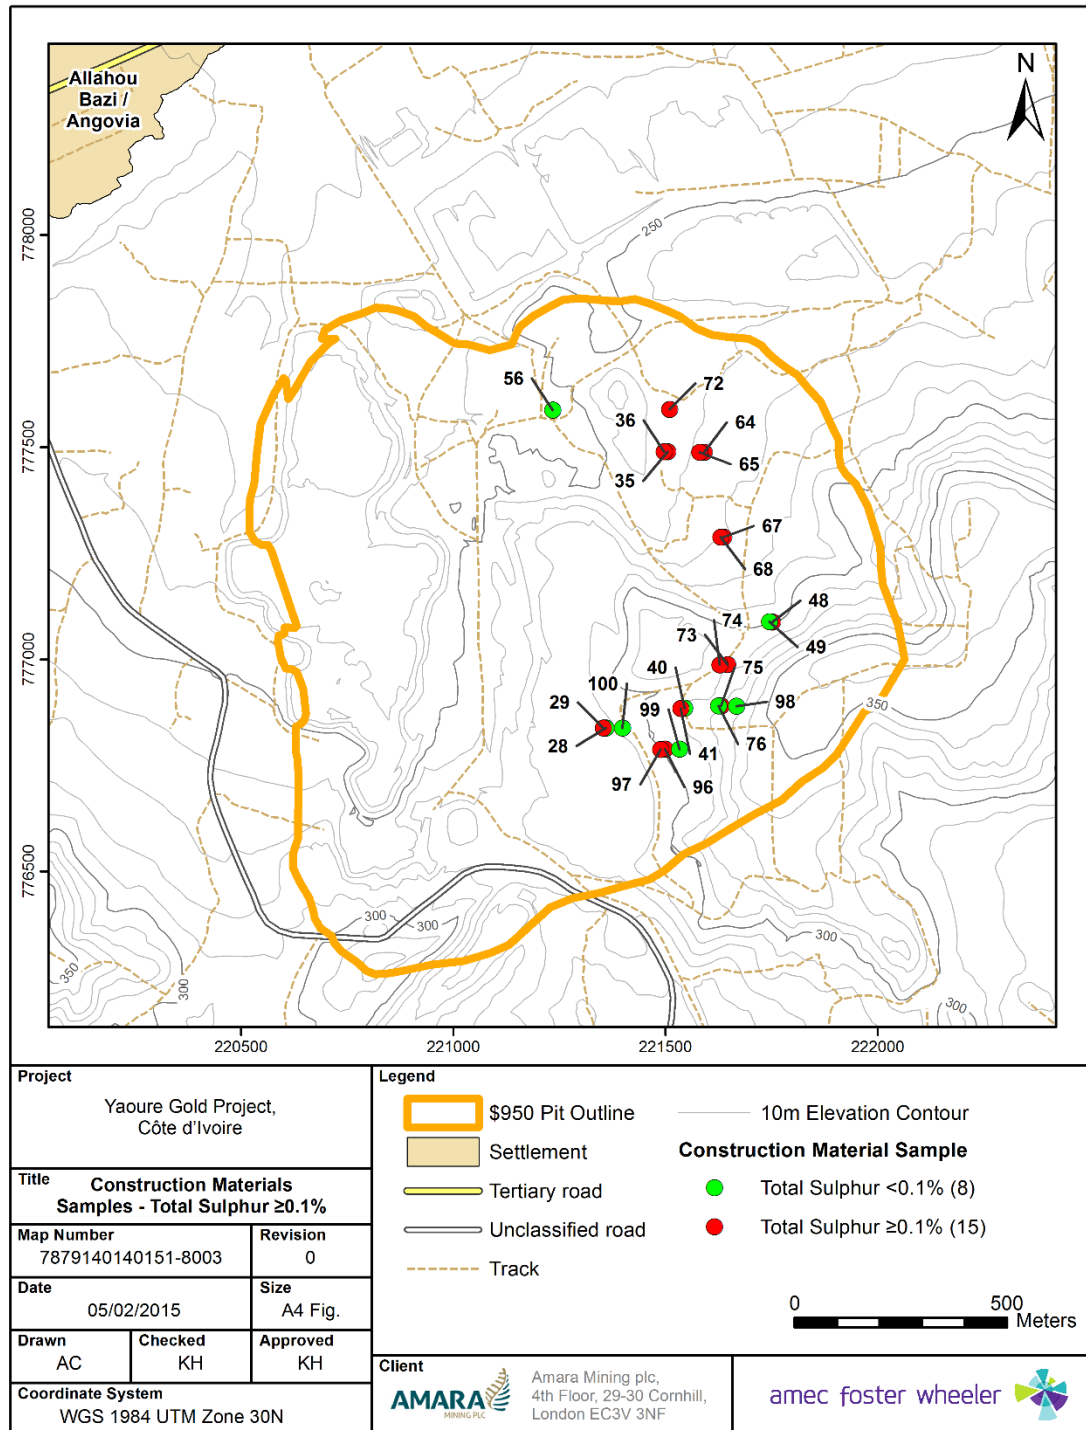 Allahou
Bazi /
Angovia
N
778000
777500
777000
776500
250
56
72
36
64
35
65
67
68
48
74
49
73
75
40
100
29
99
98
28
41
76
97
96
350
300
300
300
350
300
300
220500
221000
221500
222000
Project
Yaoure Gold Project,
Côte d'Ivoire
Title
Construction Materials
Samples - Total Sulphur ≥0.1%
Map Number
7879140140151-8003
Revision
0
Date
05/02/2015
Size
A4 Fig.
Drawn
AC
Checked
KH
Approved
KH
Coordinate System
WGS 1984 UTM Zone 30N
Legend
$950 Pit Outline
Settlement
Tertiary road
Unclassified road
Track
10m Elevation Contour
Construction Material Sample
Total Sulphur <0.1% (8)
Total Sulphur ≥0.1% (15)
0
500
Meters
Client
AMARA
MINING PLC
Amara Mining plc,
4th Floor, 29-30 Cornhill,
London EC3V 3NF
amec foster wheeler